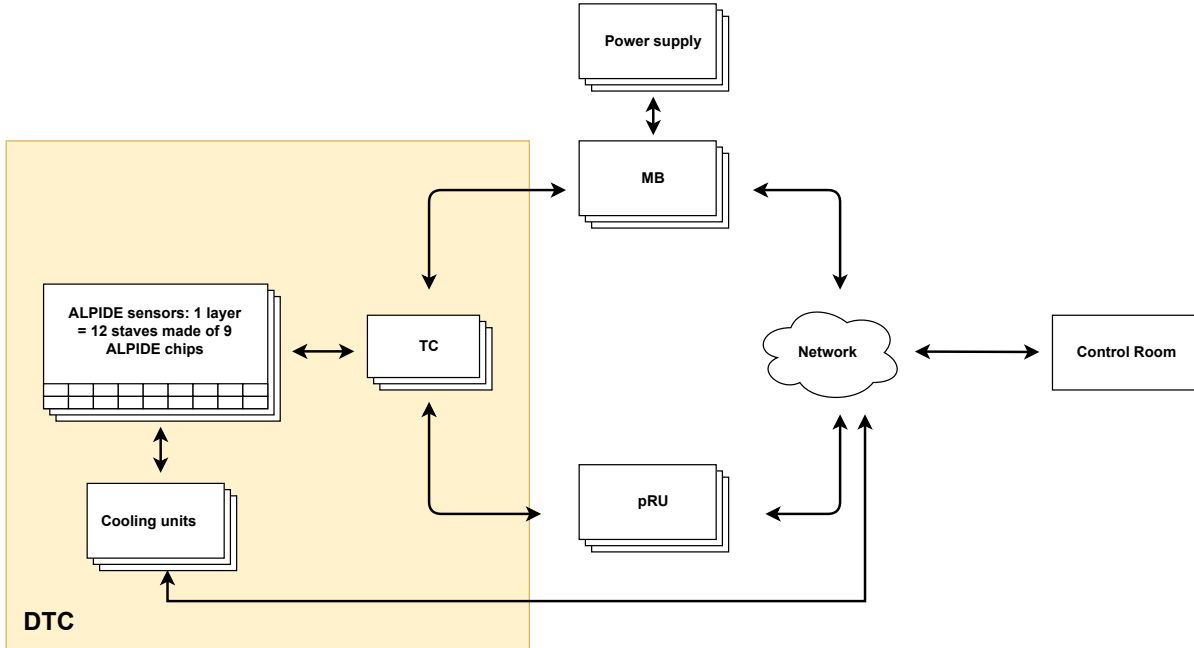 Power supply
MB
ALPIDE sensors: 1 layer
= 12 staves made of 9
ALPIDE chips
TC
Network
Control Room
pRU
Cooling units
DTC